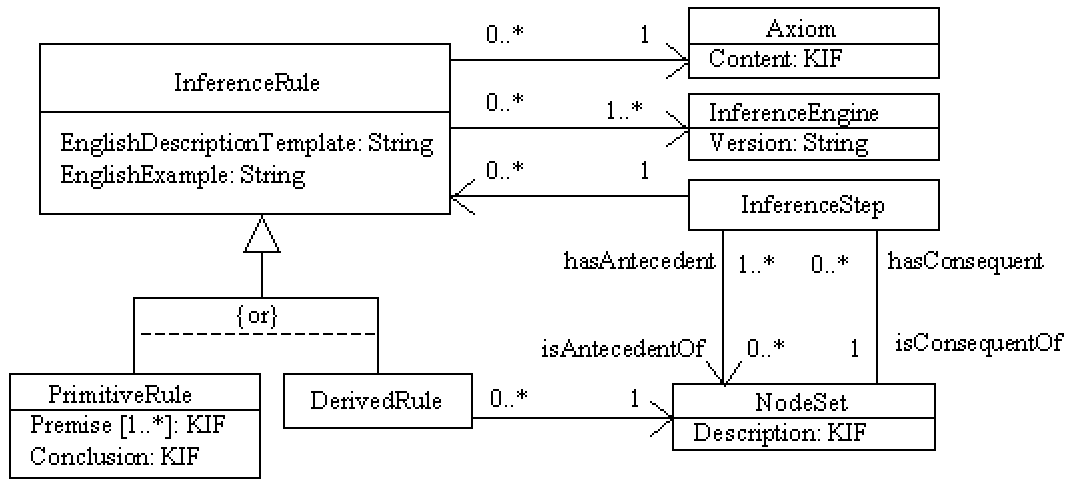 0..* 1
Axiom
Content: KIF
InferenceRule
EnglishDescriptionTemplate: String
EnglishExample: String
0..* 1..*
InferenceEngine
Version: String
0..* 1
InferenceStep
hasAntecedent 1..* 0..* hasConsequent
{or}
isAntecedentOf 0..* 1 isConsequentOf
PrimitiveRule
Premise [1..*]: KIF
Conclusion: KIF
DerivedRule
0..* 1
NodeSet
Description: KIF